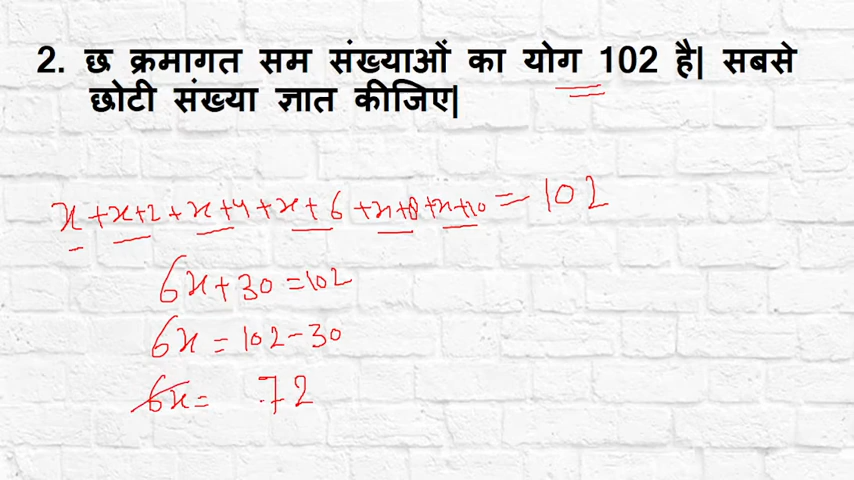 2. छ क्रमागत सम संख्याओं का योग 102 है| सबसे
छोटी संख्या ज्ञात कीजिए|
x + x+2 + x+4 + x+6 + x+8 + x+10 = 102
6x + 30 = 102
6x = 102 - 30
6x = 72